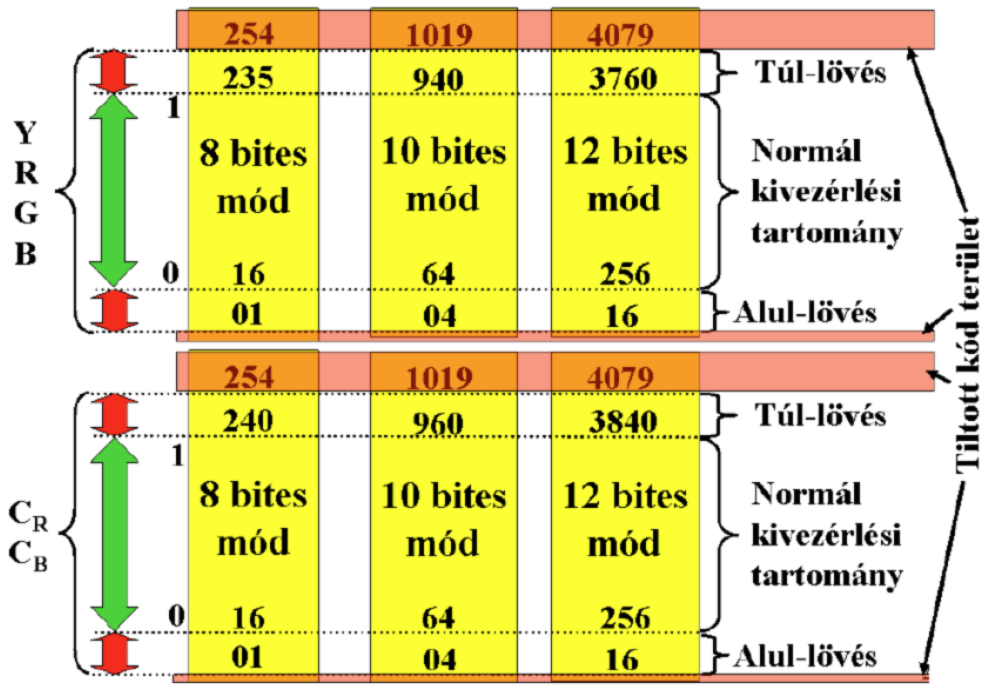 254 1019 4079
235 940 3760 Túl-lövés
1
Y
R
G
B
8 bites mód
10 bites mód
12 bites mód
Normál
kivezérlési
tartomány
0
16 64 256
01 04 16 Alul-lövés
254 1019 4079
240 960 3840 Túl-lövés
1
C_R
C_B
8 bites mód
10 bites mód
12 bites mód
Normál
kivezérlési
tartomány
0
16 64 256
01 04 16 Alul-lövés
Tiltott kód terület